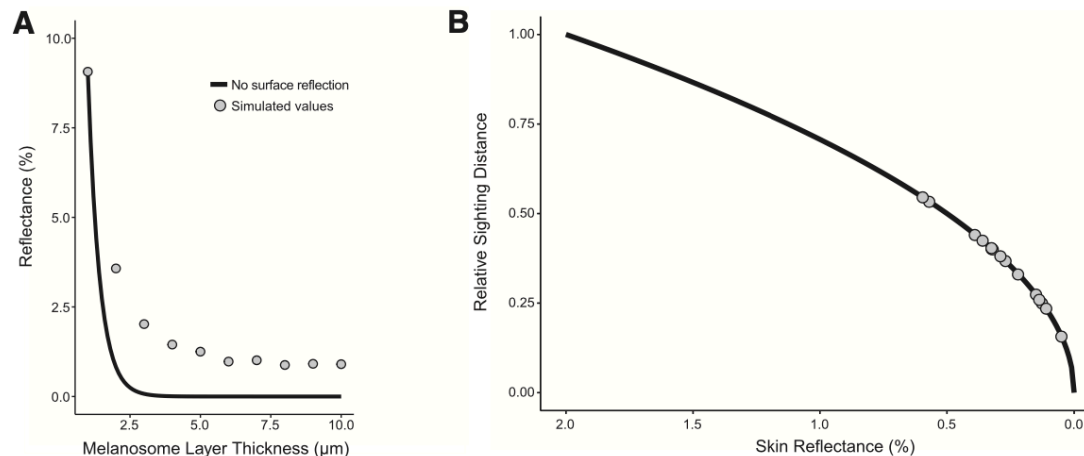 A
10.0
7.5
5.0
2.5
0.0
Reflectance (%)
No surface reflection
Simulated values
2.5
5.0
7.5
10.0
Melanosome Layer Thickness (µm)
B
1.00
0.75
0.50
0.25
0.00
Relative Sighting Distance
2.0
1.5
1.0
0.5
0.0
Skin Reflectance (%)